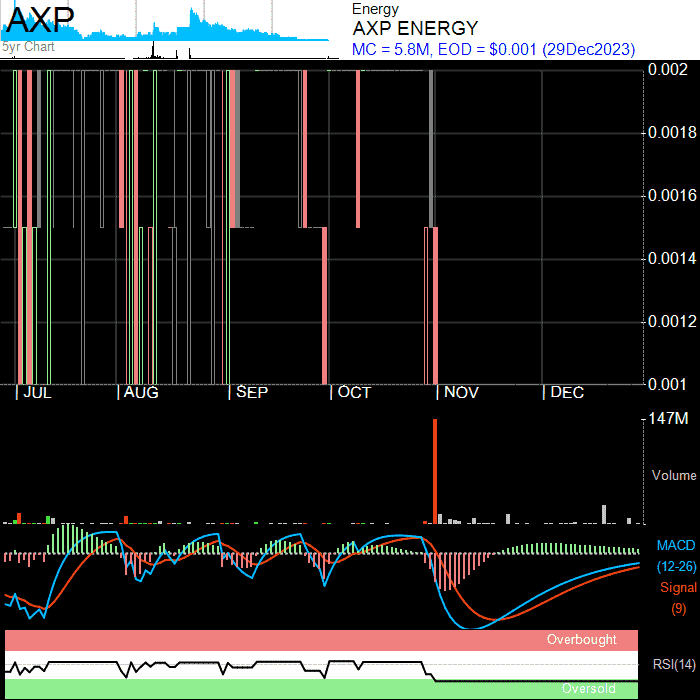 AXP
5yr Chart
Energy
AXP ENERGY
MC = 5.8M, EOD = $0.001 (29Dec2023)
0.002
0.0018
0.0016
0.0014
0.0012
0.001
JUL AUG SEP OCT NOV DEC
147M
Volume
MACD
(12-26)
Signal
(9)
Overbought
RSI(14)
Oversold